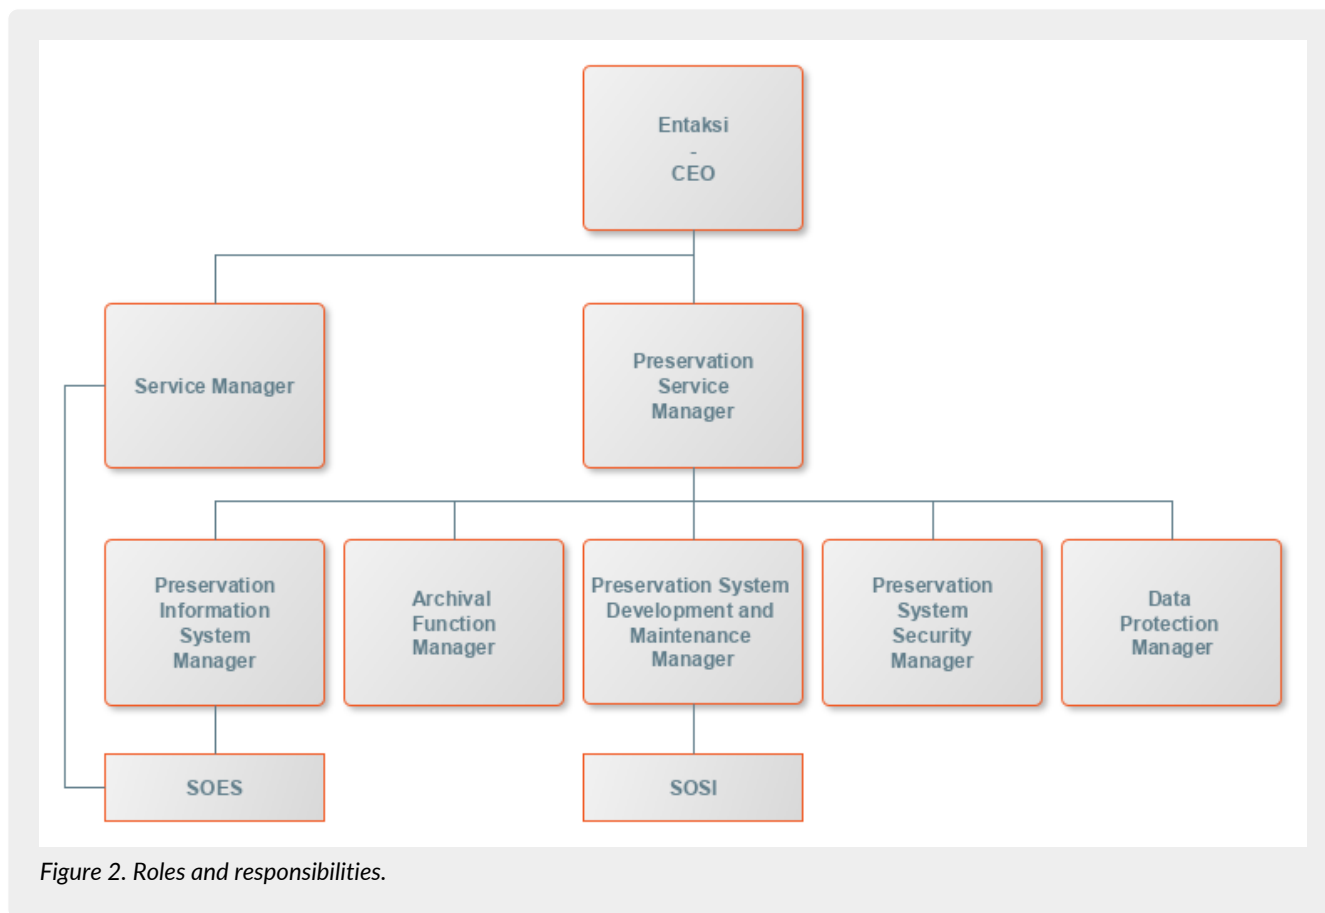 Entaksi
-
CEO
Service Manager
Preservation
Service
Manager
Preservation
Information
System
Manager
Archival
Function
Manager
Preservation System
Development and
Maintenance
Manager
Preservation
System
Security
Manager
Data
Protection
Manager
SOES
SOSI
Figure 2. Roles and responsibilities.